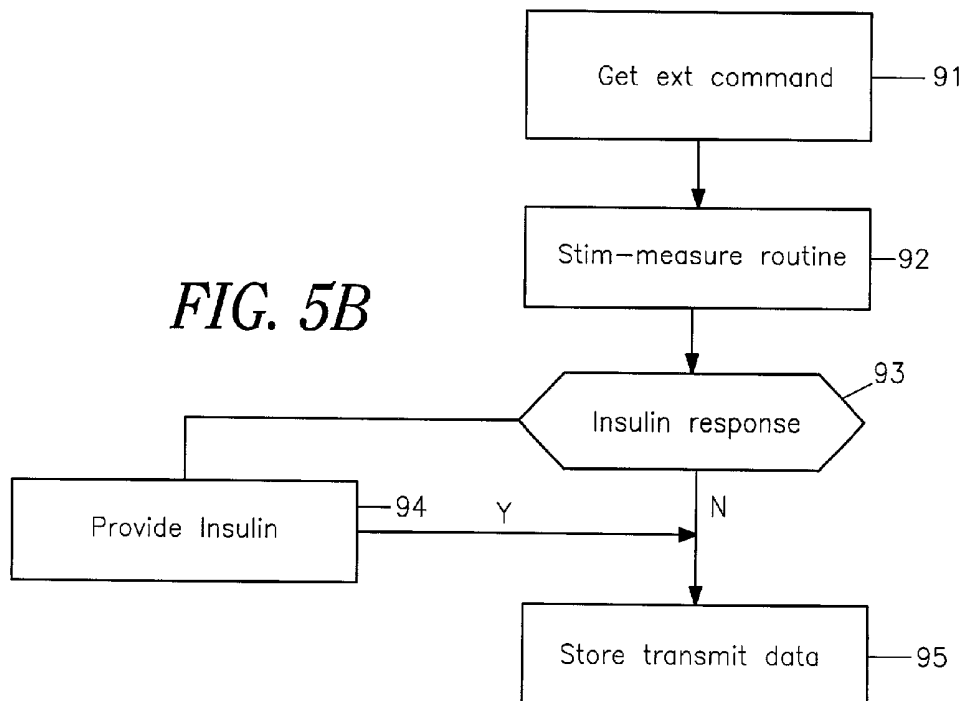 Get ext command
91
Stim-measure routine
92
FIG. 5B
93
Insulin response
94
Provide Insulin
Y
N
Store transmit data
95